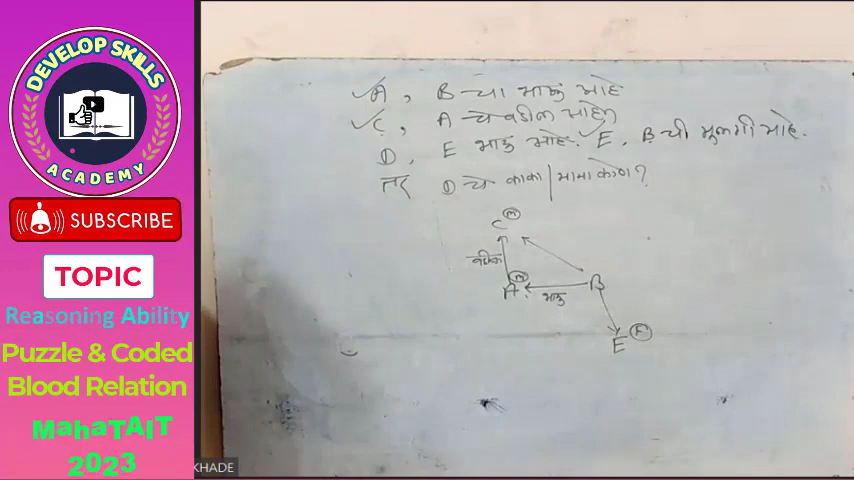 DEVELOP SKILLS
ACADEMY
SUBSCRIBE
TOPIC
Reasoning Ability
Puzzle & Coded
Blood Relation
MahaTAIT
2023
A, B चा भाऊ आहे
C, A चे वडील आहेत
D, E भाऊ आहे. E, B ची मुलगी आहे.
तर D चे काका/मामा कोण?
C m
वडील
A m भाऊ B
E F
KHADE